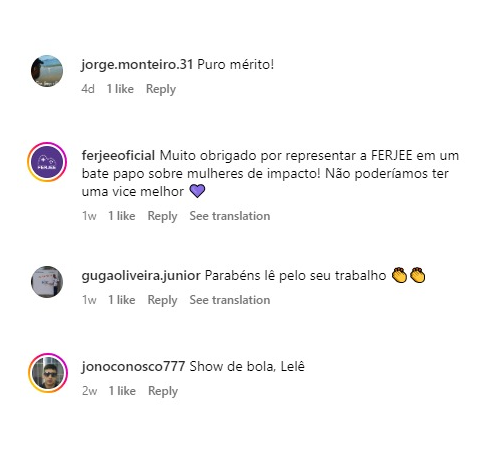 jorge.monteiro.31 Puro mérito!
4d 1 like Reply
FERJEE
ferjeeoficial Muito obrigado por representar a FERJEE em um
bate papo sobre mulheres de impacto! Não poderíamos ter
uma vice melhor 💜
1w 1 like Reply See translation
gugaoliveira.junior Parabéns lê pelo seu trabalho 👏👏
1w 1 like Reply See translation
jonoconosco777 Show de bola, Lelê
2w 1 like Reply